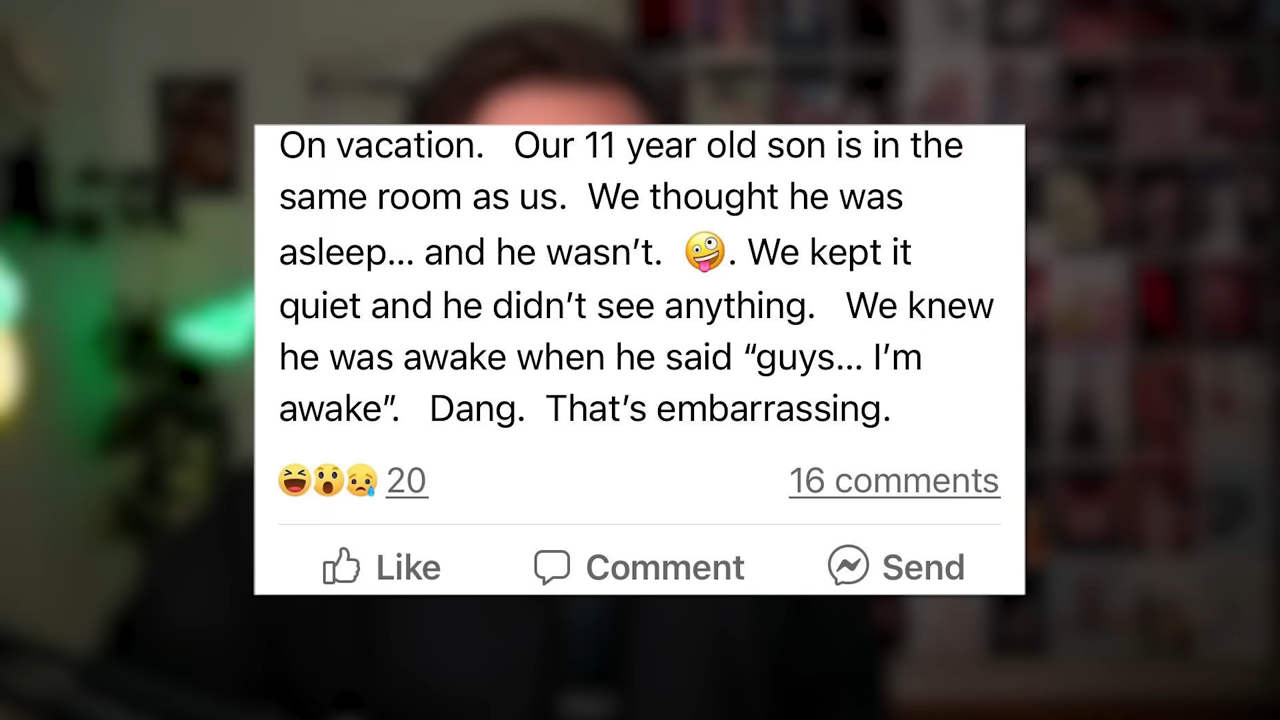 On vacation.   Our 11 year old son is in the
same room as us.  We thought he was
asleep... and he wasn’t.  🤪. We kept it
quiet and he didn’t see anything.   We knew
he was awake when he said “guys... I’m
awake”.   Dang.  That’s embarrassing.
20 16 comments
Like Comment Send